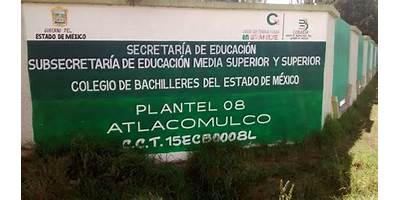 GOBIERNO DEL
ESTADO DE MÉXICO
SECRETARÍA DE EDUCACIÓN
SUBSECRETARÍA DE EDUCACIÓN MEDIA SUPERIOR Y SUPERIOR
COLEGIO DE BACHILLERES DEL ESTADO DE MÉXICO
PLANTEL 08
ATLACOMULCO
C.C.T. 15ECB0008L